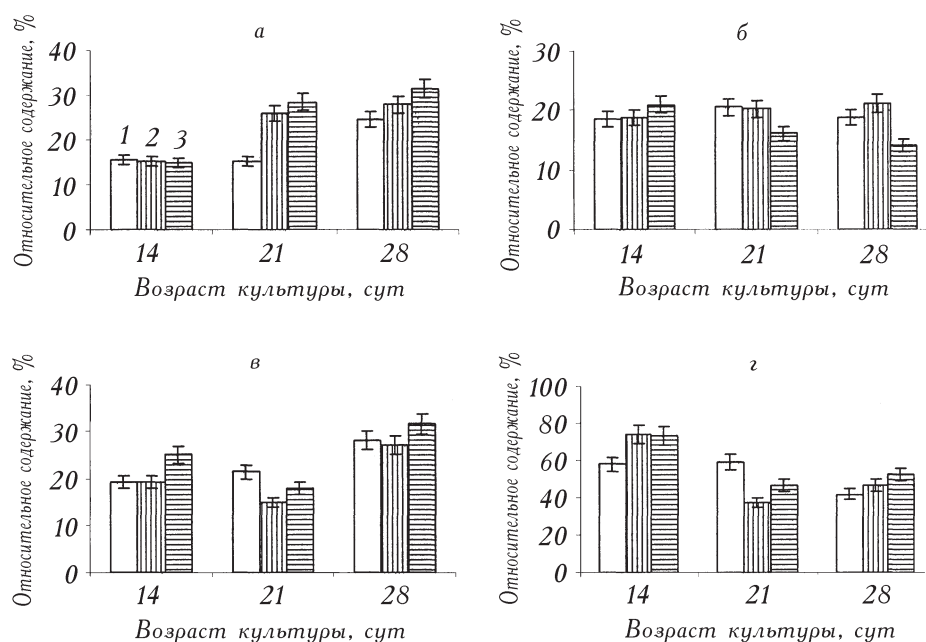 а
Относительное содержание, %
40
30
20
10
0
1 2 3
14 21 28
Возраст культуры, сут
б
Относительное содержание, %
30
20
10
0
14 21 28
Возраст культуры, сут
в
Относительное содержание, %
40
30
20
10
0
14 21 28
Возраст культуры, сут
г
Относительное содержание, %
100
80
60
40
20
0
14 21 28
Возраст культуры, сут